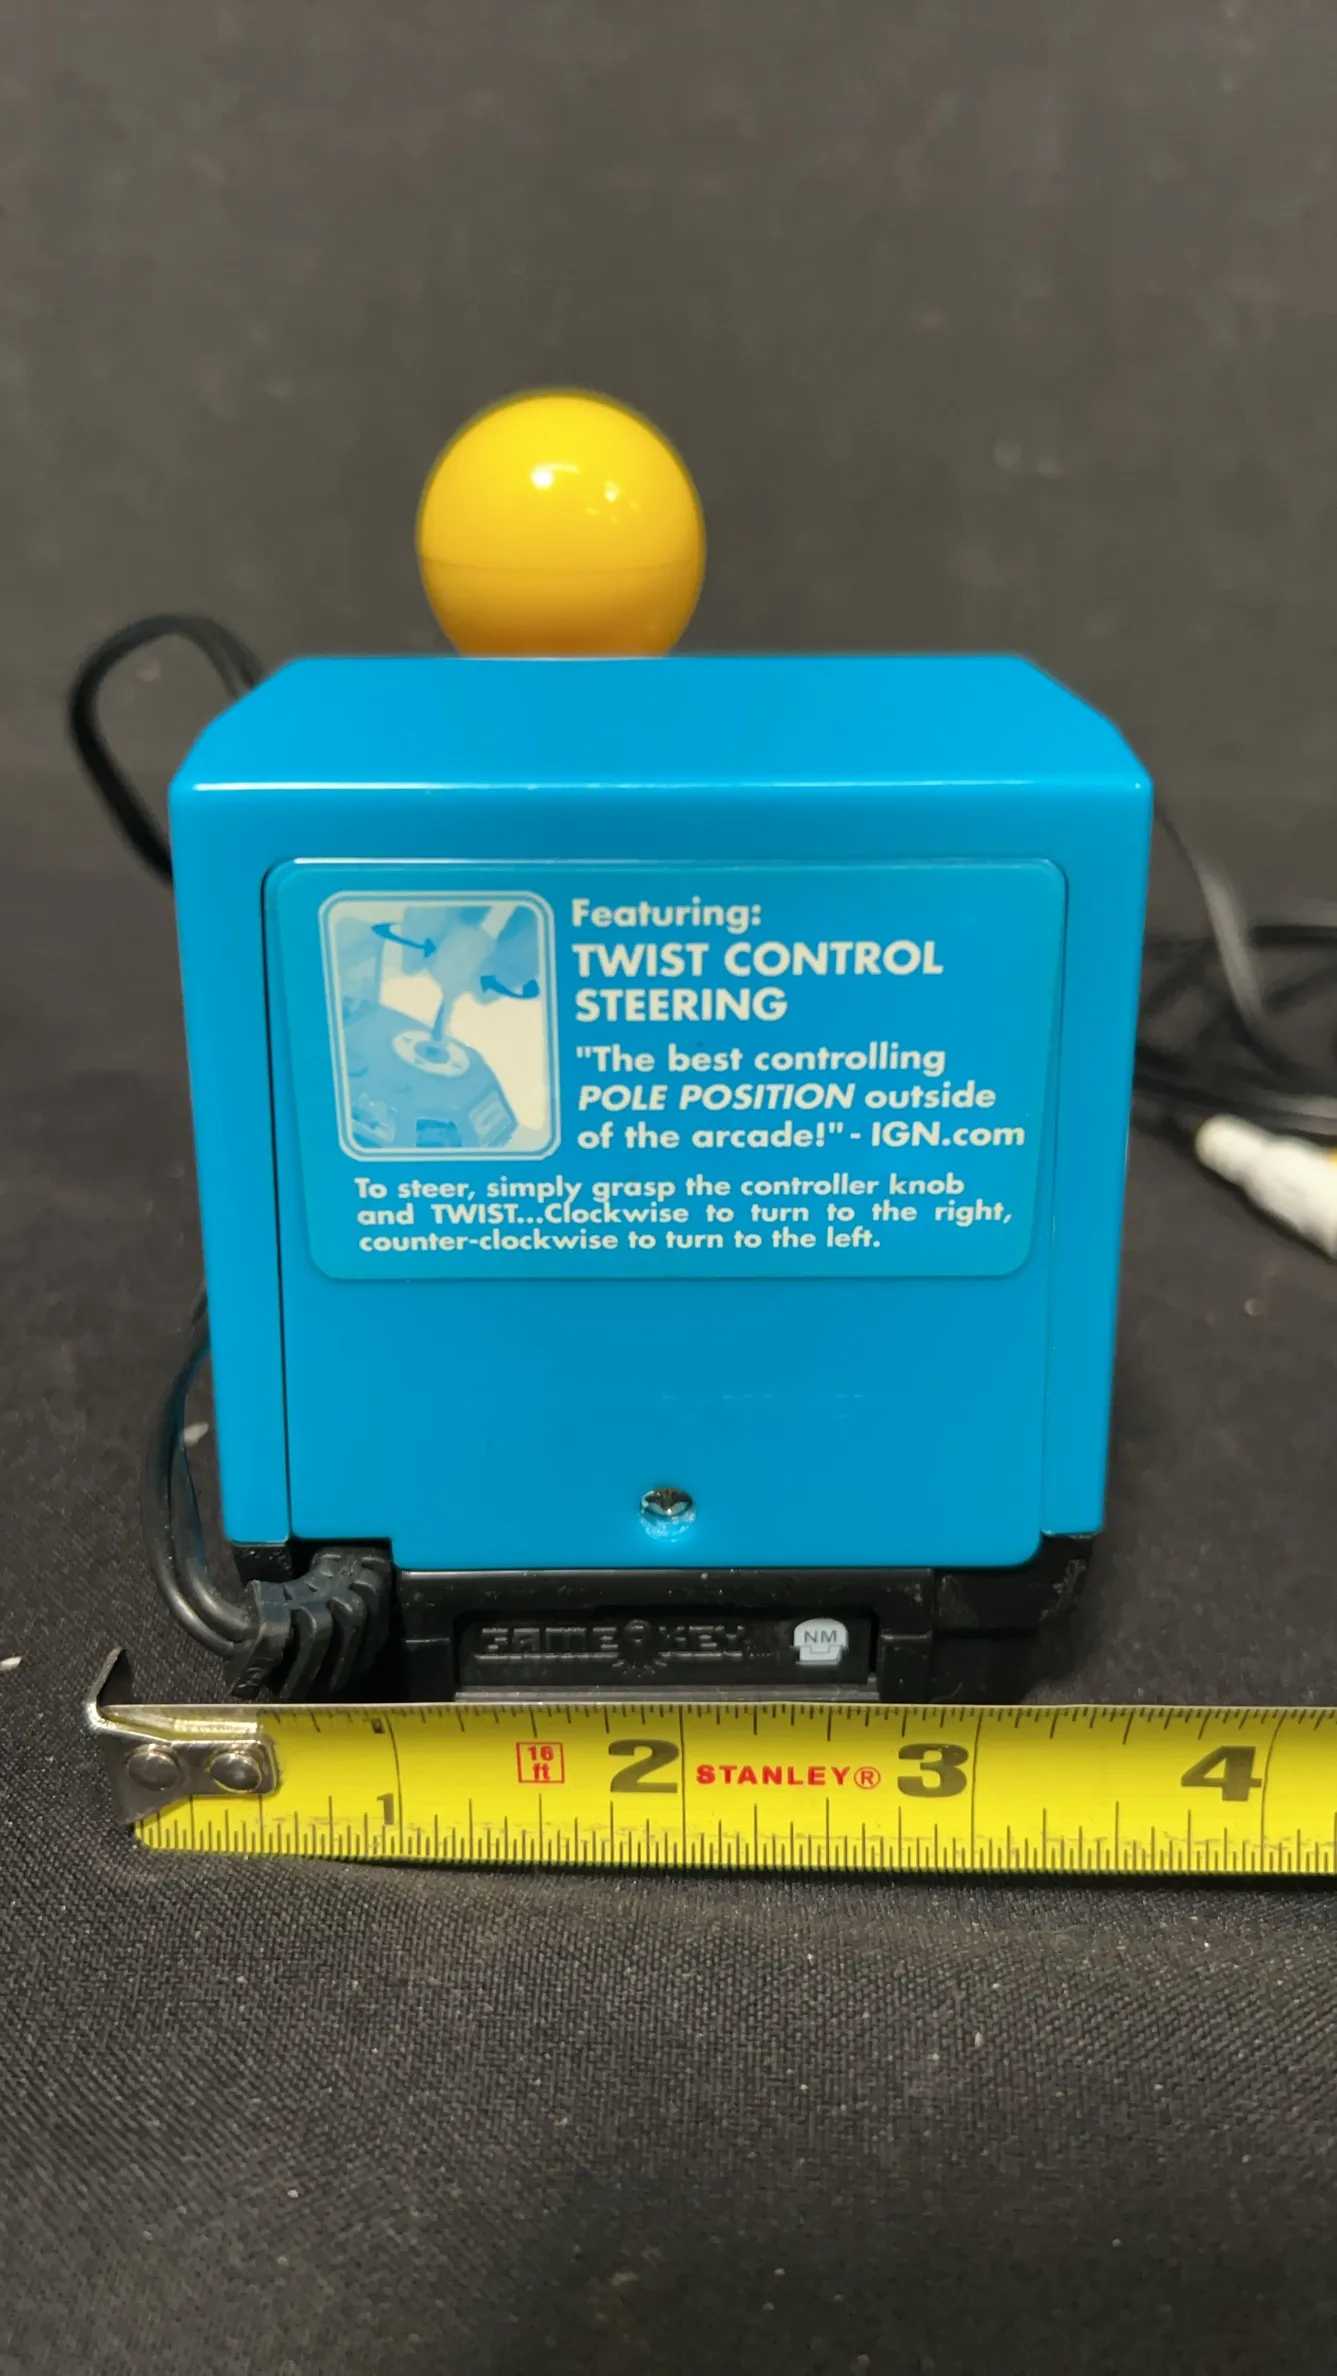 Featuring:
TWIST CONTROL
STEERING
"The best controlling
POLE POSITION outside
of the arcade!" - IGN.com
To steer, simply grasp the controller knob
and TWIST...Clockwise to turn to the right,
counter-clockwise to turn to the left.
GAME KEY NM
1 16 ft 2 STANLEY® 3 4